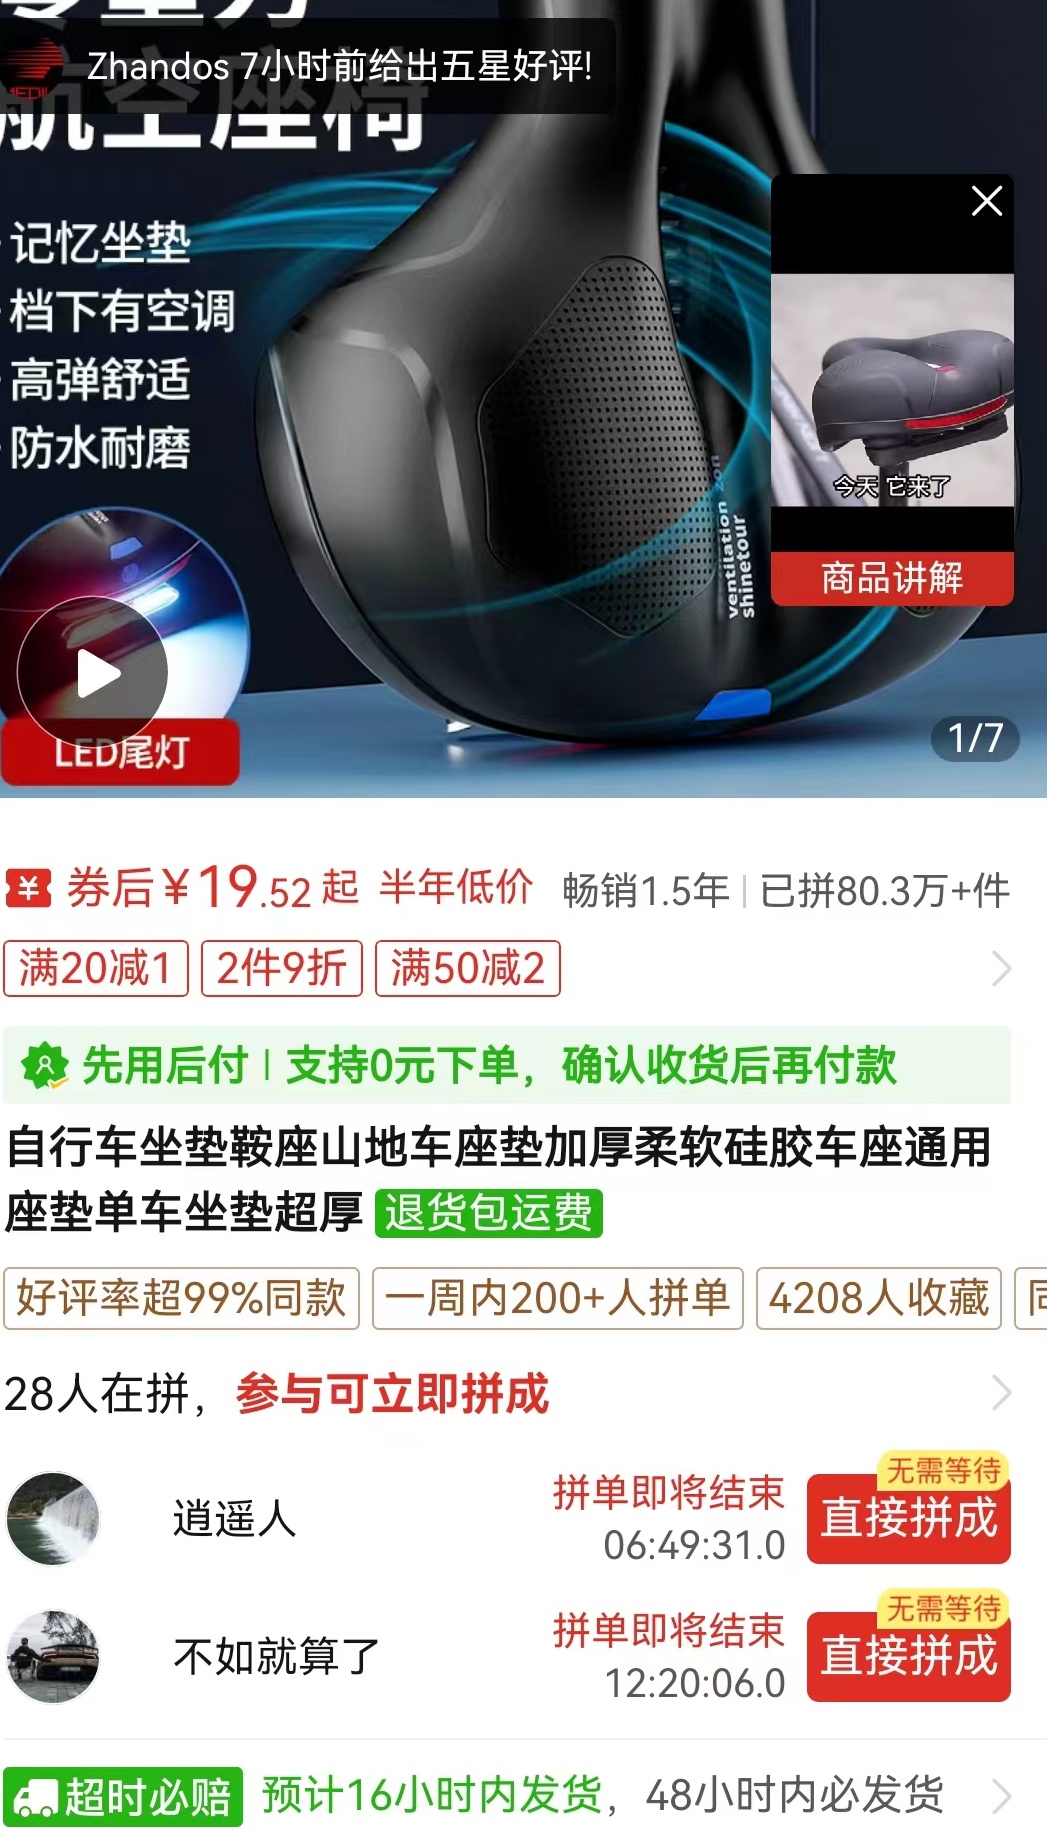 Zhandos 7小时前给出五星好评!
航空座椅
· 记忆坐垫
· 档下有空调
· 高弹舒适
· 防水耐磨
ventilation zon
shinetour
今天 它来了
商品讲解
LED尾灯
1/7
券后¥19.52起 半年低价 畅销1.5年 | 已拼80.3万+件
满20减1 2件9折 满50减2
先用后付 | 支持0元下单，确认收货后再付款
自行车坐垫鞍座山地车座垫加厚柔软硅胶车座通用
座垫单车坐垫超厚 退货包运费
好评率超99%同款 一周内200+人拼单 4208人收藏
28人在拼，参与可立即拼成
逍遥人 拼单即将结束 06:49:31.0 无需等待 直接拼成
不如就算了 拼单即将结束 12:20:06.0 无需等待 直接拼成
超时必赔 预计16小时内发货，48小时内必发货